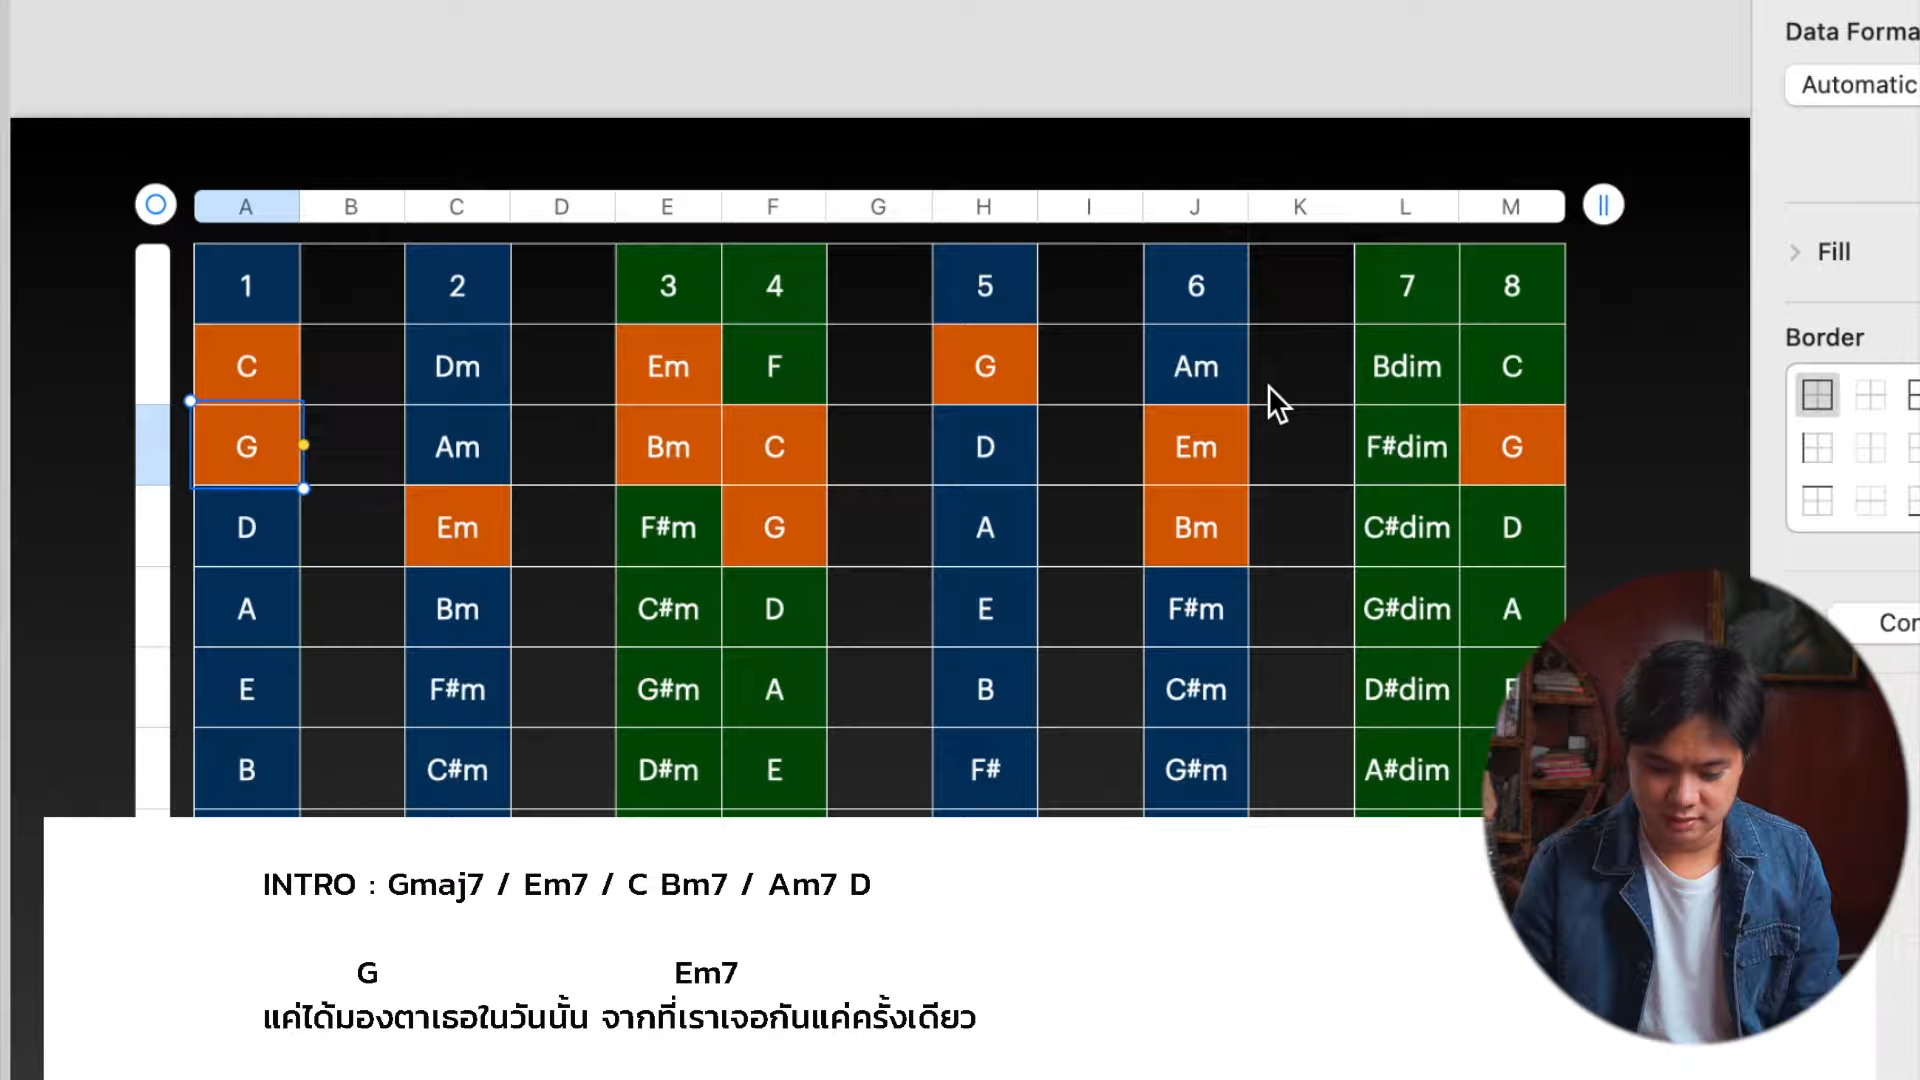 Data Forma
Automatic
A B C D E F G H I J K L M
Fill
Border
1 2 3 4 5 6 7 8
C Dm Em F G Am Bdim C
G Am Bm C D Em F#dim G
D Em F#m G A Bm C#dim D
A Bm C#m D E F#m G#dim A
Con
E F#m G#m A B C#m D#dim
B C#m D#m E F# G#m A#dim
INTRO : Gmaj7 / Em7 / C Bm7 / Am7 D
G Em7
แค่ได้มองตาเธอในวันนั้น จากที่เราเจอกันแค่ครั้งเดียว